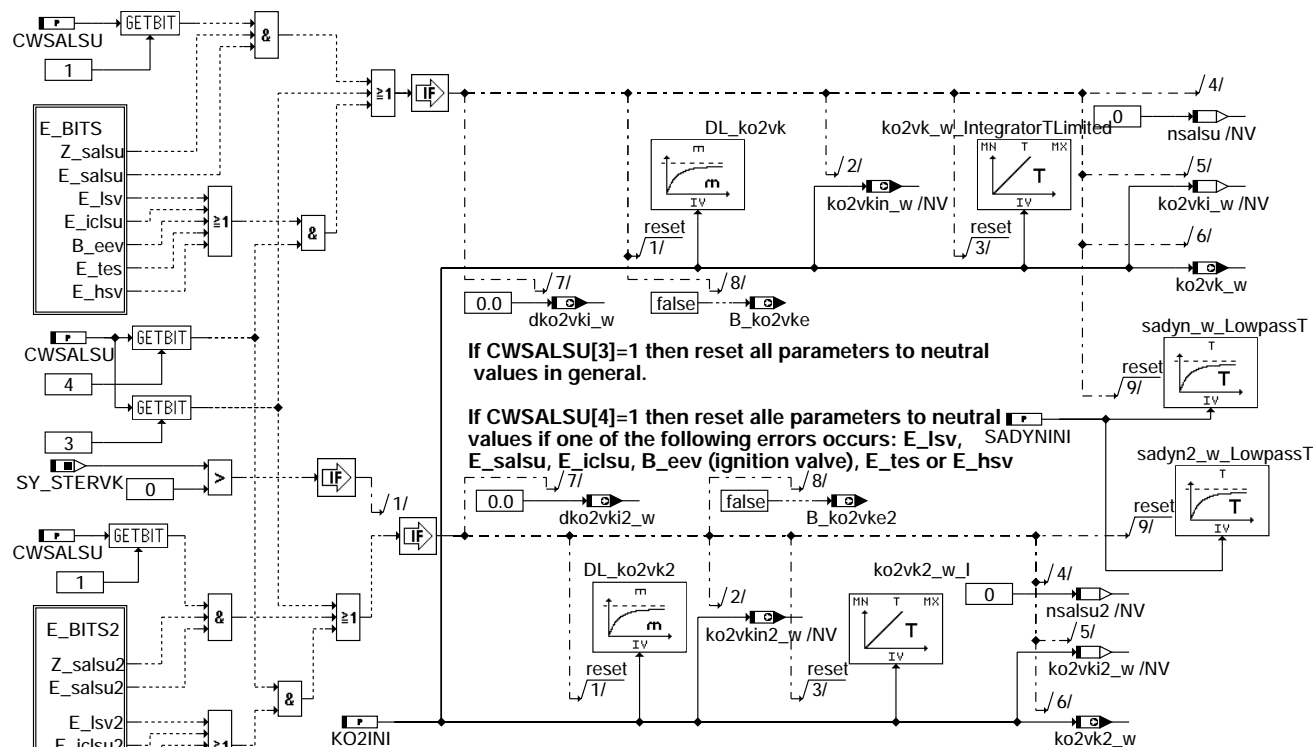 P
CWSALSU
GETBIT
1
&
≧1
IF
4/
0
nsalsu /NV
E_BITS
Z_salsu
E_salsu
E_lsv
E_iclsu
B_eev
E_tes
E_hsv
≧1
&
DL_ko2vk
m
m
IV
reset
1/
2/
ko2vkin_w /NV
ko2vk_w_IntegratorTLimited
MN T MX
T
IV
reset
3/
5/
ko2vki_w /NV
6/
ko2vk_w
7/
0.0
dko2vki_w
8/
false
B_ko2vke
P
CWSALSU
GETBIT
4
GETBIT
3
If CWSALSU[3]=1 then reset all parameters to neutral
values in general.
If CWSALSU[4]=1 then reset alle parameters to neutral
values if one of the following errors occurs: E_lsv,
E_salsu, E_iclsu, B_eev (ignition valve), E_tes or E_hsv
sadyn_w_LowpassT
T
T
IV
reset
9/
P
SADYNINI
sadyn2_w_LowpassT
T
T
IV
reset
9/
SY_STERVK
0
>
IF
1/
IF
7/
0.0
dko2vki2_w
8/
false
B_ko2vke2
P
CWSALSU
GETBIT
1
&
≧1
E_BITS2
Z_salsu2
E_salsu2
E_lsv2
E_iclsu2
≧1
&
DL_ko2vk2
m
m
IV
reset
1/
2/
ko2vkin2_w /NV
ko2vk2_w_I
MN T MX
T
IV
reset
3/
0
4/
nsalsu2 /NV
5/
ko2vki2_w /NV
6/
ko2vk2_w
P
KO2INI